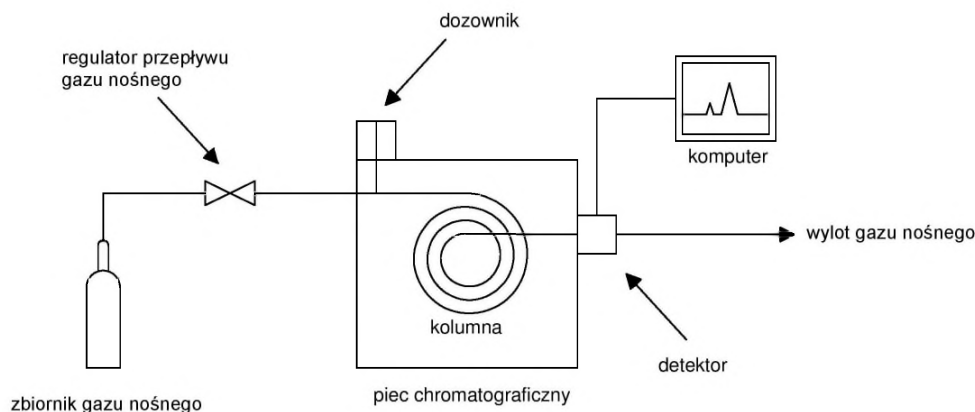 dozownik
regulator przepływu
gazu nośnego
komputer
wylot gazu nośnego
kolumna
detektor
piec chromatograficzny
zbiornik gazu nośnego